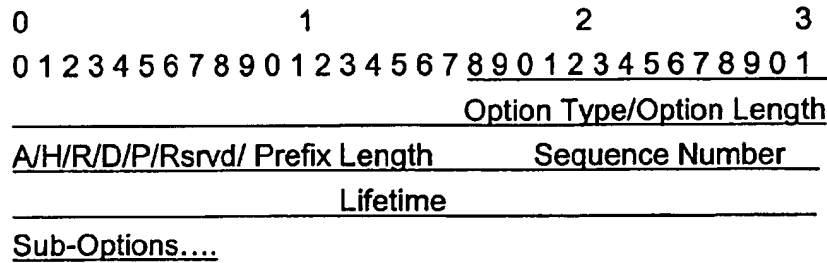 0 1 2 3
0 1 2 3 4 5 6 7 8 9 0 1 2 3 4 5 6 7 8 9 0 1 2 3 4 5 6 7 8 9 0 1
Option Type/Option Length
A/H/R/D/P/Rsrvd/ Prefix Length Sequence Number
Lifetime
Sub-Options....